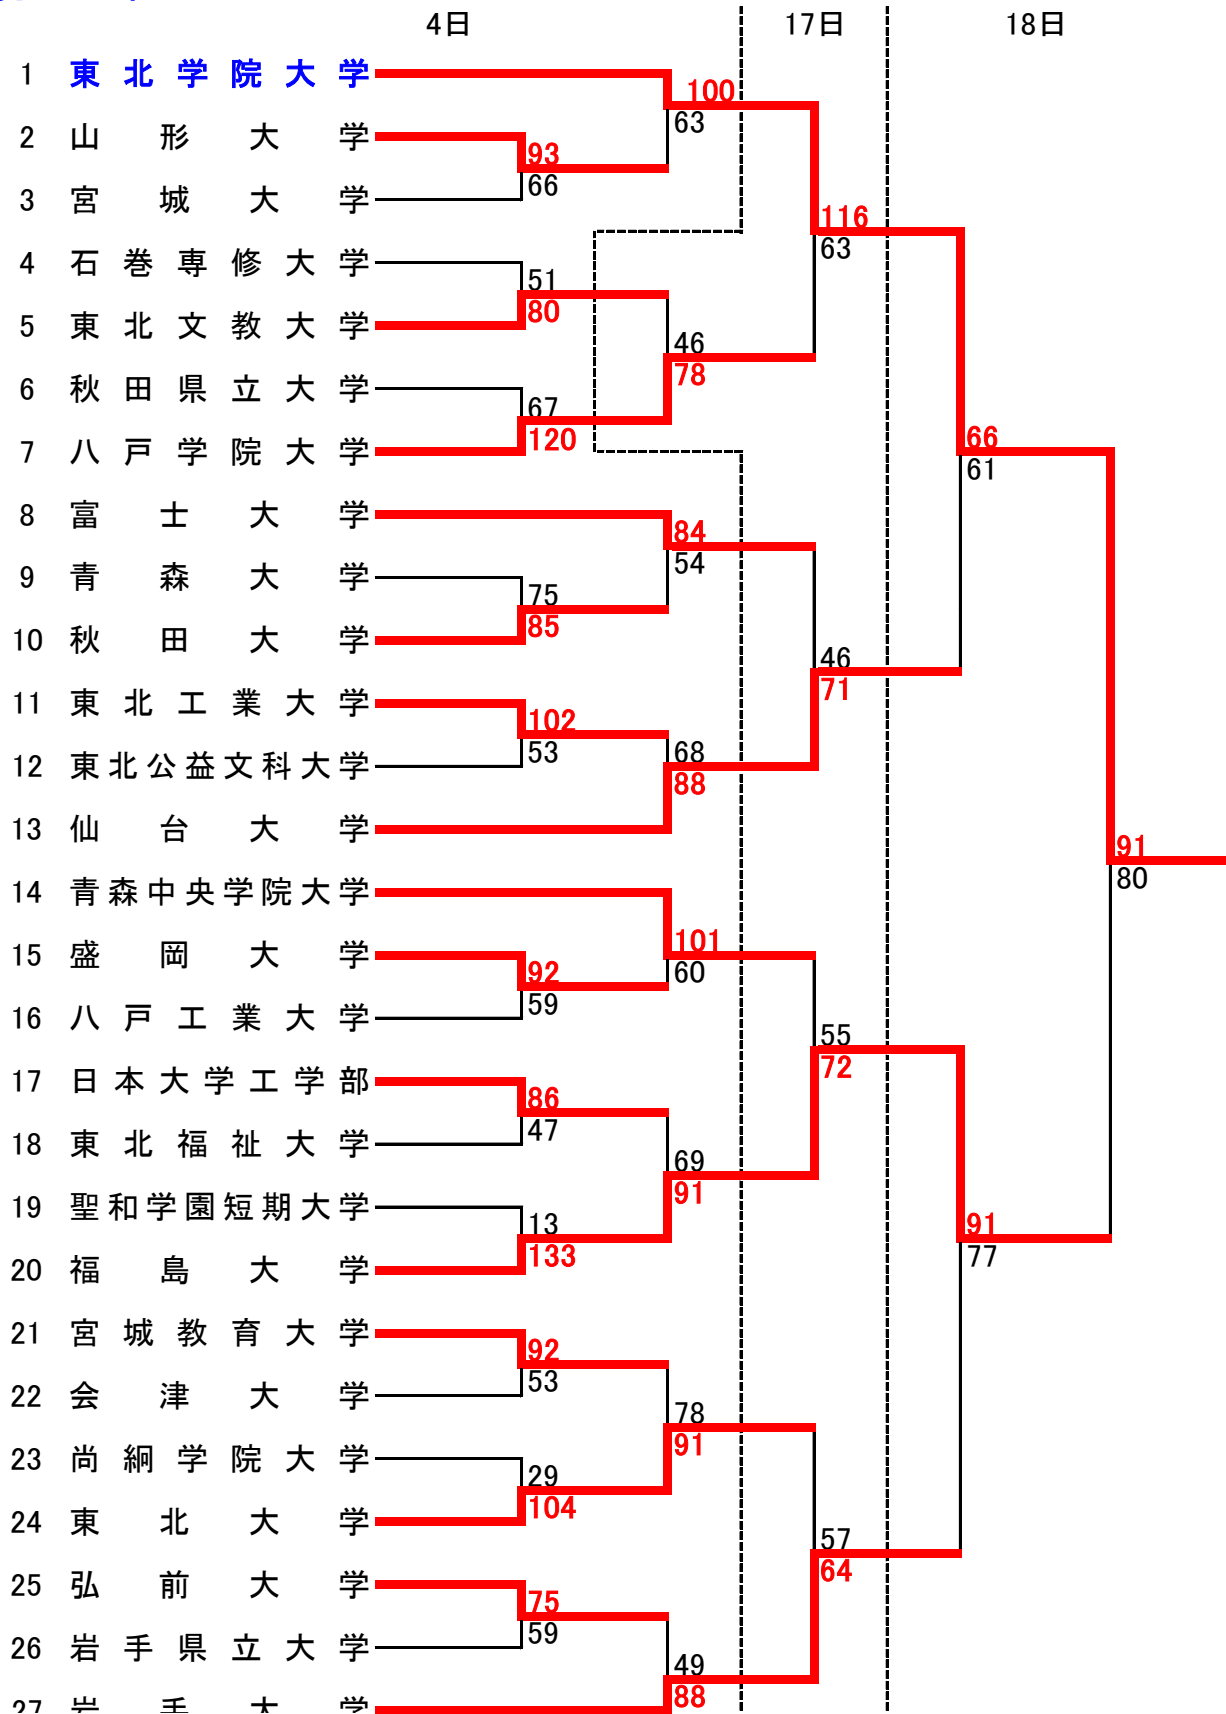 4日 17日 18日
1 東北学院大学
100
63
2 山形大学
93
66
3 宮城大学
116
63
4 石巻専修大学
51
80
5 東北文教大学
46
78
6 秋田県立大学
67
120
7 八戸学院大学
66
61
8 富士大学
84
54
9 青森大学
75
85
10 秋田大学
46
71
11 東北工業大学
102
53
12 東北公益文科大学
68
88
13 仙台大学
91
80
14 青森中央学院大学
101
60
15 盛岡大学
92
59
16 八戸工業大学
55
72
17 日本大学工学部
86
47
18 東北福祉大学
69
91
19 聖和学園短期大学
13
133
20 福島大学
91
77
21 宮城教育大学
92
53
22 会津大学
78
91
23 尚絅学院大学
29
104
24 東北大学
57
64
25 弘前大学
75
59
26 岩手県立大学
49
88
27 岩手大学